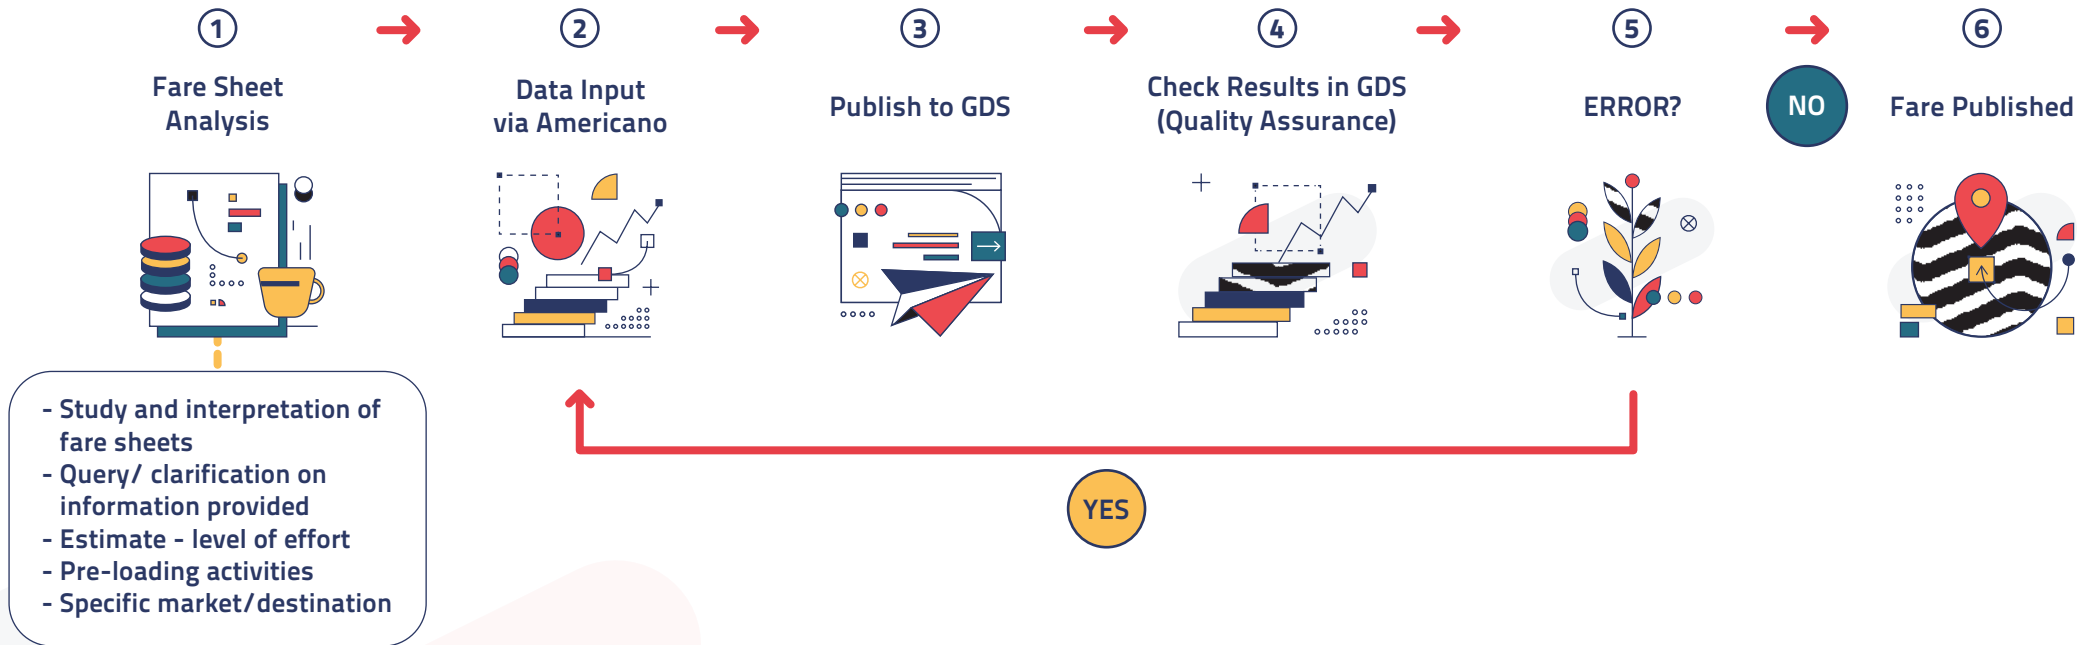 1
Fare Sheet
Analysis
2
Data Input
via Americano
3
Publish to GDS
4
Check Results in GDS
(Quality Assurance)
5
ERROR?
NO
6
Fare Published
- Study and interpretation of
fare sheets
- Query/ clarification on
information provided
- Estimate - level of effort
- Pre-loading activities
- Specific market/destination
YES